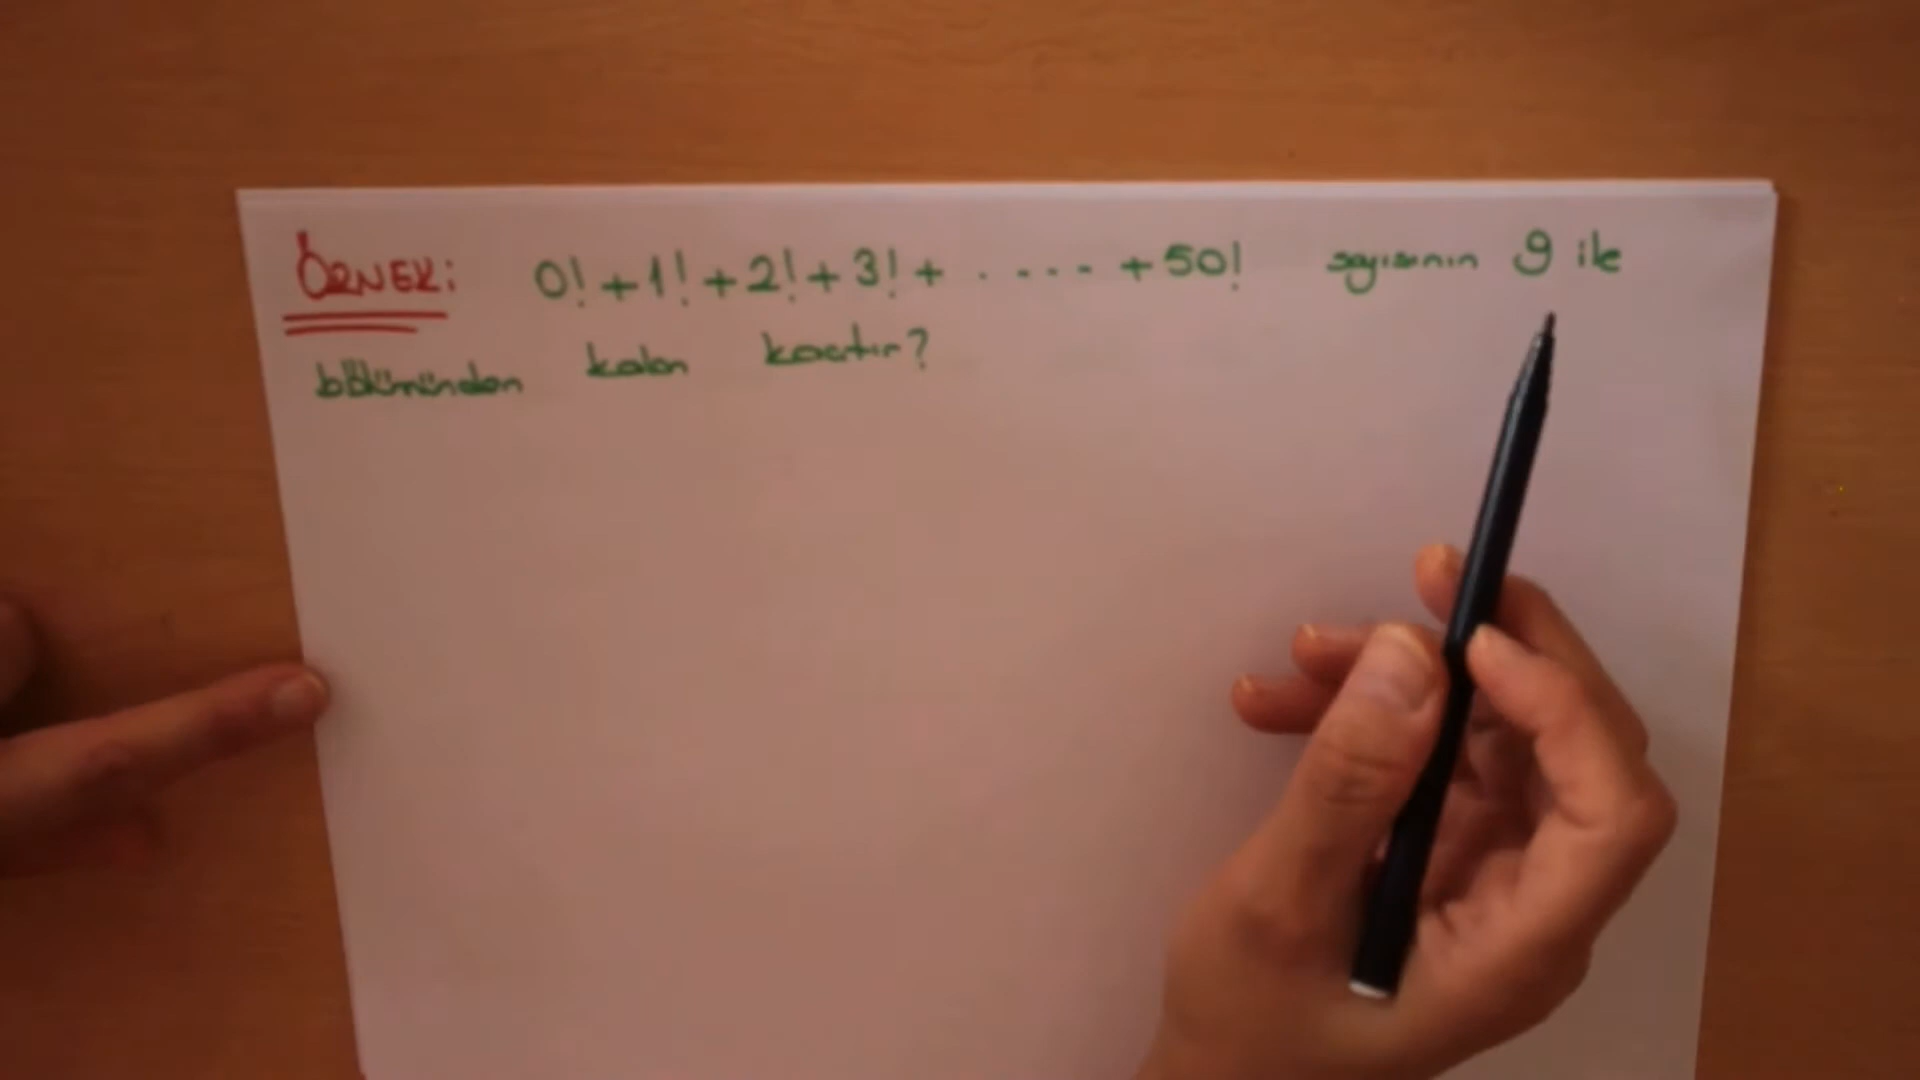 ÖRNEK: 0! + 1! + 2! + 3! + . - - - - + 50! sayısının 9 ile
bölümünden kalan kaçtır?